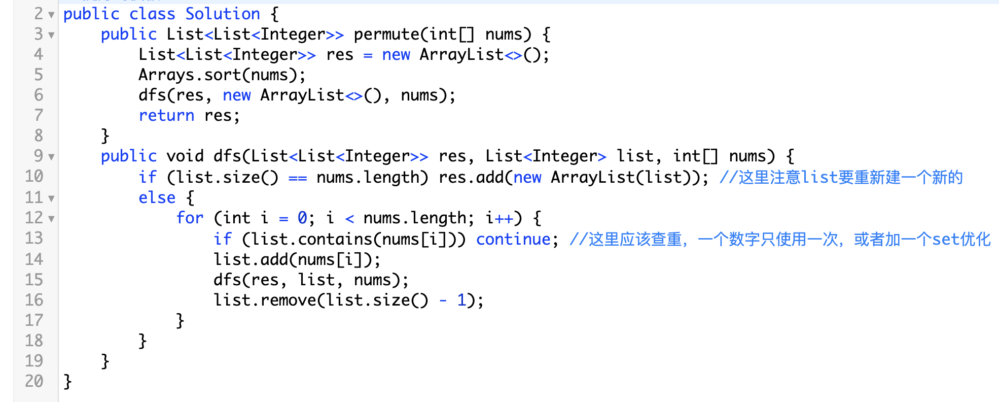 2 public class Solution {
3 public List<List<Integer>> permute(int[] nums) {
4 List<List<Integer>> res = new ArrayList<>();
5 Arrays.sort(nums);
6 dfs(res, new ArrayList<>(), nums);
7 return res;
8 }
9 public void dfs(List<List<Integer>> res, List<Integer> list, int[] nums) {
10 if (list.size() == nums.length) res.add(new ArrayList(list)); //这里注意list要重新建一个新的
11 else {
12 for (int i = 0; i < nums.length; i++) {
13 if (list.contains(nums[i])) continue; //这里应该查重，一个数字只使用一次，或者加一个set优化
14 list.add(nums[i]);
15 dfs(res, list, nums);
16 list.remove(list.size() - 1);
17 }
18 }
19 }
20 }